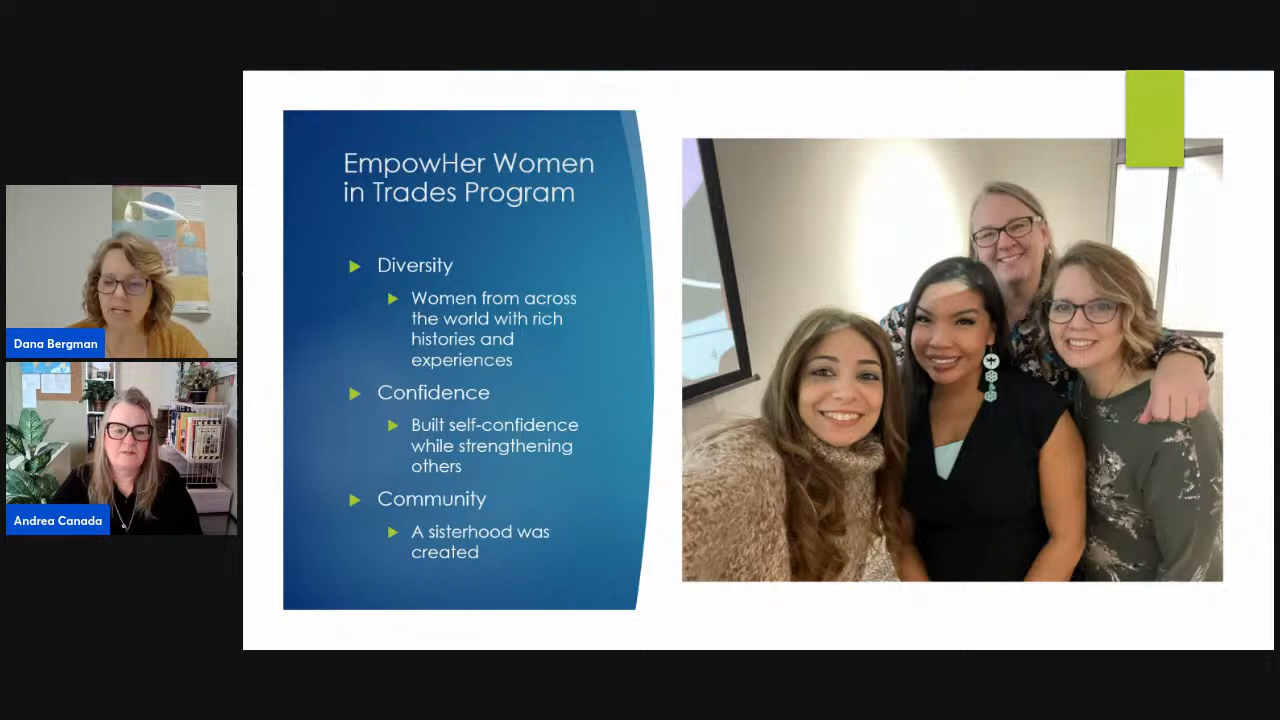 EmpowHer Women
in Trades Program
Diversity
Women from across
the world with rich
histories and
experiences
Confidence
Built self-confidence
while strengthening
others
Community
A sisterhood was
created
Dana Bergman
Andrea Canada